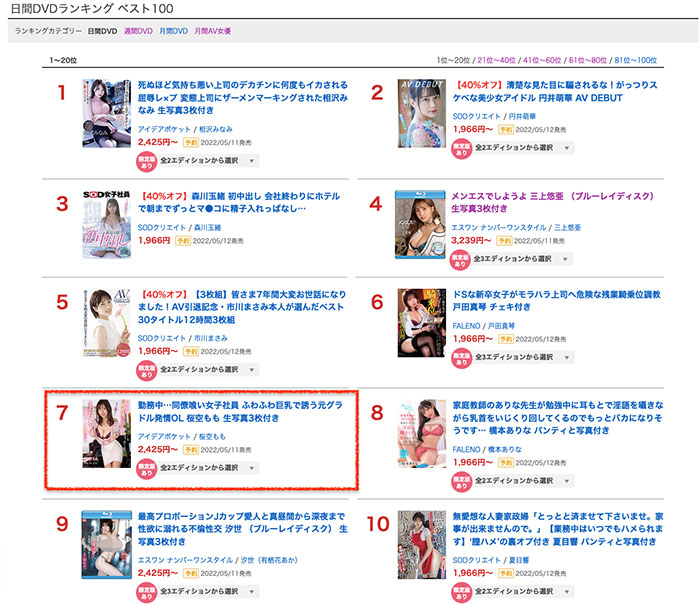 日間DVDランキング ベスト100
ランキングカテゴリー 日間DVD 週間DVD 月間DVD 月間AV女優
1〜20位
1位〜20位 / 21位〜40位 / 41位〜60位 / 61位〜80位 / 81位〜100位
1
死ぬほど気持ち悪い上司のデカチンに何度もイカされる
屈辱レ×プ 変態上司にザーメンマーキングされた相沢み
なみ 生写真3枚付き
アイデアポケット / 相沢みなみ
2,425円〜 予約 2022/05/11発売
限定版
あり
全2エディションから選択
2
AV DEBUT
【40%オフ】清楚な見た目に騙されるな！がっつりス
ケベな美少女アイドル 円井萌華 AV DEBUT
SODクリエイト / 円井萌華
1,966円〜 予約 2022/05/12発売
限定版
あり
全2エディションから選択
3
SOD女子社員
【40%オフ】森川玉緒 初中出し 会社終わりにホテル
で朝までずっとマ●コに精子入れっぱなし…
SODクリエイト / 森川玉緒
1,966円 予約 2022/05/12発売
4
メンエスでしようよ 三上悠亜 （ブルーレイディスク）
生写真3枚付き
エスワン ナンバーワンスタイル / 三上悠亜
3,239円〜 予約 2022/05/11発売
限定版
あり
全3エディションから選択
5
【40%オフ】【3枚組】皆さま7年間大変お世話になり
ました！AV引退記念・市川まさみ本人が選んだベスト
30タイトル12時間3枚組
SODクリエイト / 市川まさみ
1,966円〜 予約 2022/05/12発売
限定版
あり
全2エディションから選択
6
ドSな新卒女子がモラハラ上司へ危険な残業騎乗位調教
戸田真琴 チェキ付き
FALENO / 戸田真琴
1,966円〜 予約 2022/05/12発売
限定版
あり
全3エディションから選択
7
勤務中…同僚喰い女子社員 ふわふわ巨乳で誘う元グラ
ドル発情OL 桜空もも 生写真3枚付き
アイデアポケット / 桜空もも
2,425円〜 予約 2022/05/11発売
限定版
あり
全2エディションから選択
8
家庭教師のありな先生が勉強中に耳もとで淫語を囁きな
がら乳首をいじくり回してくるのでもっとバカになりそ
うです… 橋本ありな パンティと写真付き
FALENO / 橋本ありな
1,966円〜 予約 2022/05/12発売
限定版
あり
全2エディションから選択
9
最高プロポーションJカップ愛人と真昼間から深夜まで
性欲に溺れる不倫性交 汐世 （ブルーレイディスク） 生
写真3枚付き
エスワン ナンバーワンスタイル / 汐世（有栖花あか）
2,425円〜 予約 2022/05/11発売
限定版
あり
全3エディションから選択
10
無愛想な人妻家政婦「とっとと済ませて下さいませ。家
事が出来ませんので。」【業務中はいつでもハメられま
す】'膣ハメ'の裏オプ付き 夏目響 パンティと写真付き
SODクリエイト / 夏目響
1,966円〜 予約 2022/05/12発売
限定版
あり
全2エディションから選択